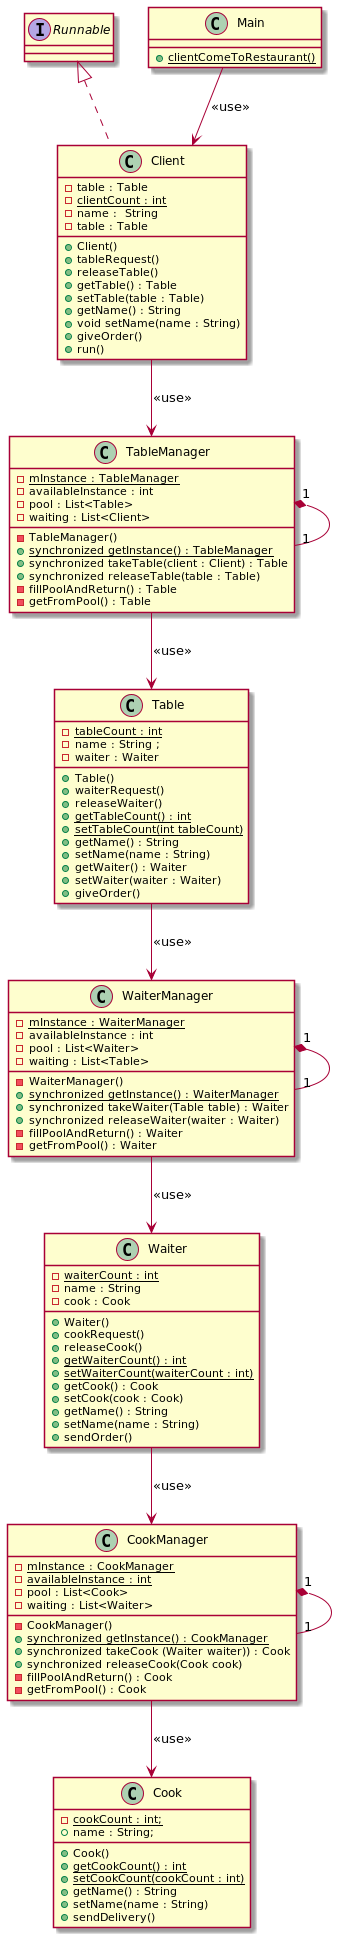 I Runnable
C Main
clientComeToRestaurant()
«use»
C Client
table : Table
clientCount : int
name :  String
table : Table
Client()
tableRequest()
releaseTable()
getTable() : Table
setTable(table : Table)
getName() : String
void setName(name : String)
giveOrder()
run()
«use»
C TableManager
mInstance : TableManager
availableInstance : int
pool : List<Table>
waiting : List<Client>
TableManager()
synchronized getInstance() : TableManager
synchronized takeTable(client : Client) : Table
synchronized releaseTable(table : Table)
fillPoolAndReturn() : Table
getFromPool() : Table
1
1
«use»
C Table
tableCount : int
name : String ;
waiter : Waiter
Table()
waiterRequest()
releaseWaiter()
getTableCount() : int
setTableCount(int tableCount)
getName() : String
setName(name : String)
getWaiter() : Waiter
setWaiter(waiter : Waiter)
giveOrder()
«use»
C WaiterManager
mInstance : WaiterManager
availableInstance : int
pool : List<Waiter>
waiting : List<Table>
WaiterManager()
synchronized getInstance() : WaiterManager
synchronized takeWaiter(Table table) : Waiter
synchronized releaseWaiter(waiter : Waiter)
fillPoolAndReturn() : Waiter
getFromPool() : Waiter
1
1
«use»
C Waiter
waiterCount : int
name : String
cook : Cook
Waiter()
cookRequest()
releaseCook()
getWaiterCount() : int
setWaiterCount(waiterCount : int)
getCook() : Cook
setCook(cook : Cook)
getName() : String
setName(name : String)
sendOrder()
«use»
C CookManager
mInstance : CookManager
availableInstance : int
pool : List<Cook>
waiting : List<Waiter>
CookManager()
synchronized getInstance() : CookManager
synchronized takeCook (Waiter waiter)) : Cook
synchronized releaseCook(Cook cook)
fillPoolAndReturn() : Cook
getFromPool() : Cook
1
1
«use»
C Cook
cookCount : int;
name : String;
Cook()
getCookCount() : int
setCookCount(cookCount : int)
getName() : String
setName(name : String)
sendDelivery()